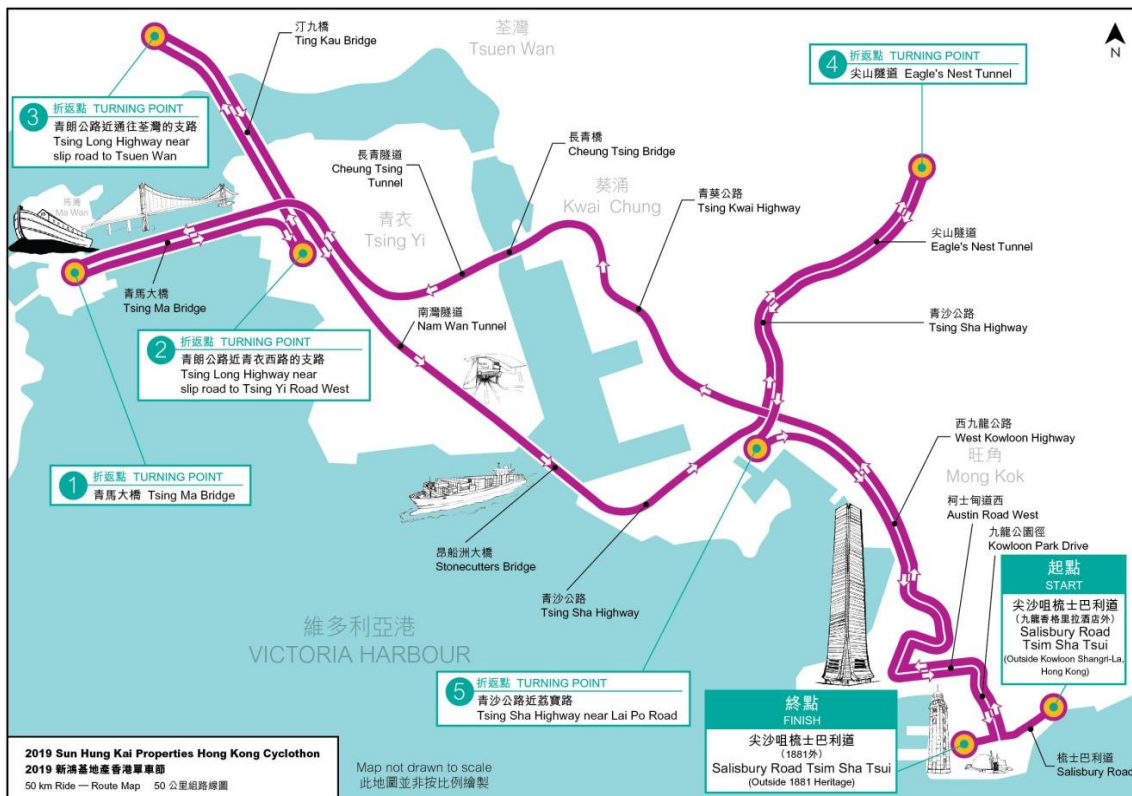 汀九橋
Ting Kau Bridge
荃灣
Tsuen Wan
N
4
折返點 TURNING POINT
尖山隧道 Eagle's Nest Tunnel
3
折返點 TURNING POINT
青朗公路近通往荃灣的支路
Tsing Long Highway near
slip road to Tsuen Wan
長青隧道
Cheung Tsing
Tunnel
長青橋
Cheung Tsing Bridge
葵涌
Kwai Chung
青葵公路
Tsing Kwai Highway
馬灣
Ma Wan
青衣
Tsing Yi
尖山隧道
Eagle's Nest Tunnel
青馬大橋
Tsing Ma Bridge
南灣隧道
Nam Wan Tunnel
青沙公路
Tsing Sha Highway
2
折返點 TURNING POINT
青朗公路近青衣西路的支路
Tsing Long Highway near
slip road to Tsing Yi Road West
西九龍公路
West Kowloon Highway
旺角
Mong Kok
1
折返點 TURNING POINT
青馬大橋 Tsing Ma Bridge
柯士甸道西
Austin Road West
九龍公園徑
Kowloon Park Drive
昂船洲大橋
Stonecutters Bridge
青沙公路
Tsing Sha Highway
起點
START
尖沙咀梳士巴利道
(九龍香格里拉酒店外)
Salisbury Road
Tsim Sha Tsui
(Outside Kowloon Shangri-La,
Hong Kong)
維多利亞港
VICTORIA HARBOUR
5
折返點 TURNING POINT
青沙公路近荔寶路
Tsing Sha Highway near Lai Po Road
終點
FINISH
尖沙咀梳士巴利道
(1881外)
Salisbury Road Tsim Sha Tsui
(Outside 1881 Heritage)
梳士巴利道
Salisbury Road
2019 Sun Hung Kai Properties Hong Kong Cyclothon
2019 新鴻基地產香港單車節
50 km Ride — Route Map 50 公里組路線圖
Map not drawn to scale
此地圖並非按比例繪製